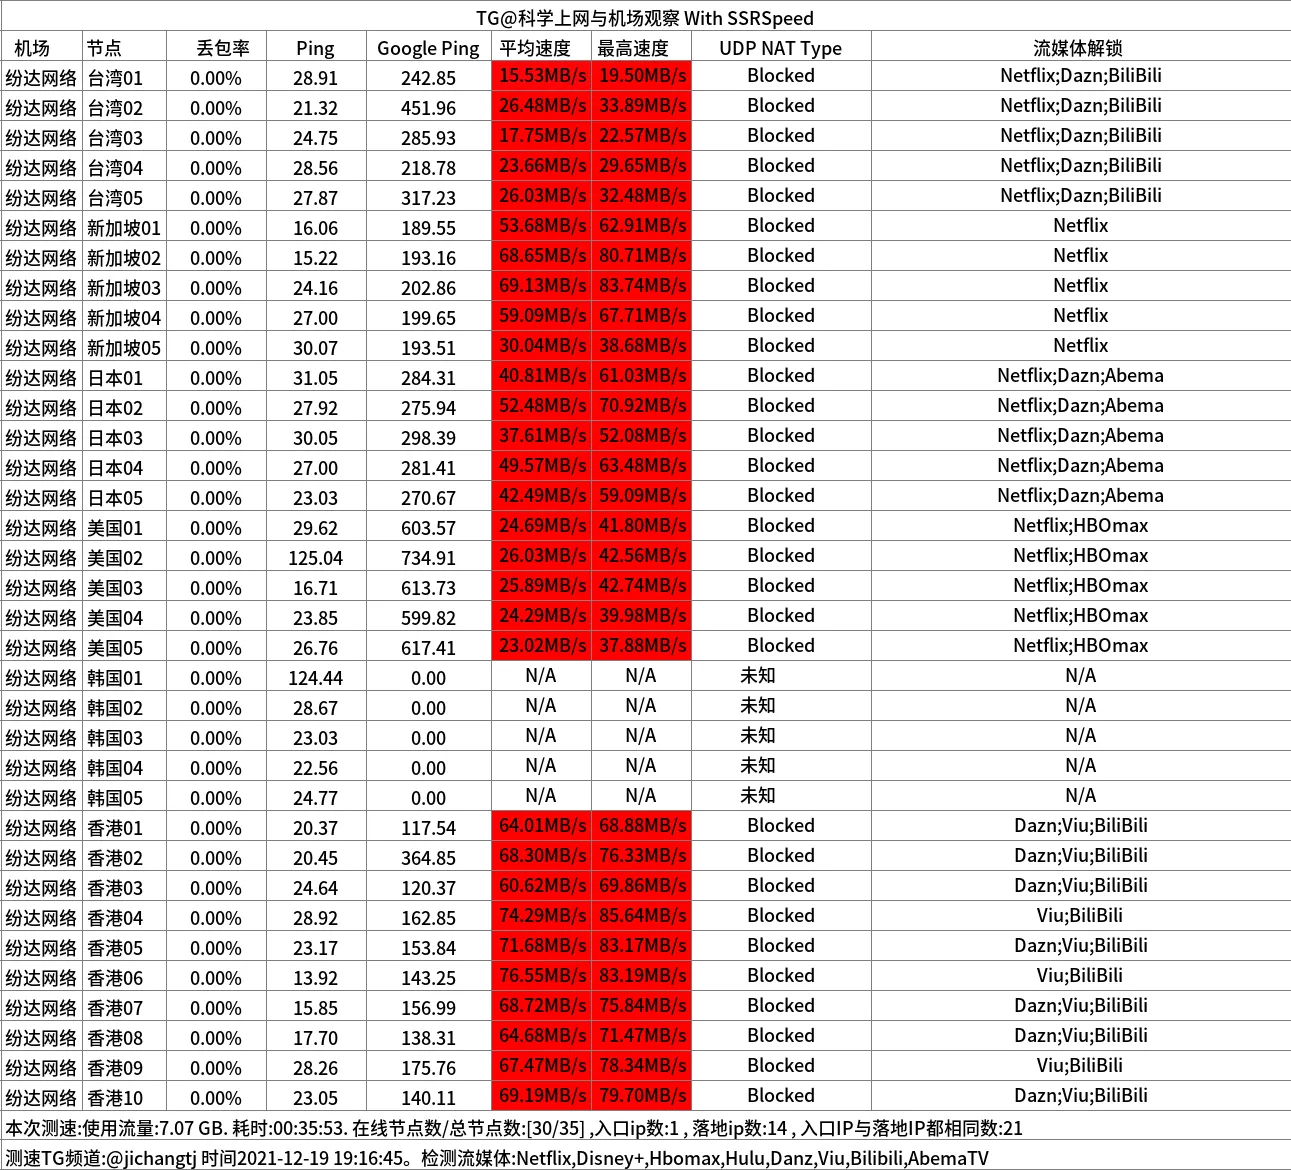 TG@科学上网与机场观察 With SSRSpeed
机场 节点 丢包率 Ping Google Ping 平均速度 最高速度 UDP NAT Type 流媒体解锁
纷达网络 台湾01 0.00% 28.91 242.85 15.53MB/s 19.50MB/s Blocked Netflix;Dazn;BiliBili
纷达网络 台湾02 0.00% 21.32 451.96 26.48MB/s 33.89MB/s Blocked Netflix;Dazn;BiliBili
纷达网络 台湾03 0.00% 24.75 285.93 17.75MB/s 22.57MB/s Blocked Netflix;Dazn;BiliBili
纷达网络 台湾04 0.00% 28.56 218.78 23.66MB/s 29.65MB/s Blocked Netflix;Dazn;BiliBili
纷达网络 台湾05 0.00% 27.87 317.23 26.03MB/s 32.48MB/s Blocked Netflix;Dazn;BiliBili
纷达网络 新加坡01 0.00% 16.06 189.55 53.68MB/s 62.91MB/s Blocked Netflix
纷达网络 新加坡02 0.00% 15.22 193.16 68.65MB/s 80.71MB/s Blocked Netflix
纷达网络 新加坡03 0.00% 24.16 202.86 69.13MB/s 83.74MB/s Blocked Netflix
纷达网络 新加坡04 0.00% 27.00 199.65 59.09MB/s 67.71MB/s Blocked Netflix
纷达网络 新加坡05 0.00% 30.07 193.51 30.04MB/s 38.68MB/s Blocked Netflix
纷达网络 日本01 0.00% 31.05 284.31 40.81MB/s 61.03MB/s Blocked Netflix;Dazn;Abema
纷达网络 日本02 0.00% 27.92 275.94 52.48MB/s 70.92MB/s Blocked Netflix;Dazn;Abema
纷达网络 日本03 0.00% 30.05 298.39 37.61MB/s 52.08MB/s Blocked Netflix;Dazn;Abema
纷达网络 日本04 0.00% 27.00 281.41 49.57MB/s 63.48MB/s Blocked Netflix;Dazn;Abema
纷达网络 日本05 0.00% 23.03 270.67 42.49MB/s 59.09MB/s Blocked Netflix;Dazn;Abema
纷达网络 美国01 0.00% 29.62 603.57 24.69MB/s 41.80MB/s Blocked Netflix;HBOmax
纷达网络 美国02 0.00% 125.04 734.91 26.03MB/s 42.56MB/s Blocked Netflix;HBOmax
纷达网络 美国03 0.00% 16.71 613.73 25.89MB/s 42.74MB/s Blocked Netflix;HBOmax
纷达网络 美国04 0.00% 23.85 599.82 24.29MB/s 39.98MB/s Blocked Netflix;HBOmax
纷达网络 美国05 0.00% 26.76 617.41 23.02MB/s 37.88MB/s Blocked Netflix;HBOmax
纷达网络 韩国01 0.00% 124.44 0.00 N/A N/A 未知 N/A
纷达网络 韩国02 0.00% 28.67 0.00 N/A N/A 未知 N/A
纷达网络 韩国03 0.00% 23.03 0.00 N/A N/A 未知 N/A
纷达网络 韩国04 0.00% 22.56 0.00 N/A N/A 未知 N/A
纷达网络 韩国05 0.00% 24.77 0.00 N/A N/A 未知 N/A
纷达网络 香港01 0.00% 20.37 117.54 64.01MB/s 68.88MB/s Blocked Dazn;Viu;BiliBili
纷达网络 香港02 0.00% 20.45 364.85 68.30MB/s 76.33MB/s Blocked Dazn;Viu;BiliBili
纷达网络 香港03 0.00% 24.64 120.37 60.62MB/s 69.86MB/s Blocked Dazn;Viu;BiliBili
纷达网络 香港04 0.00% 28.92 162.85 74.29MB/s 85.64MB/s Blocked Viu;BiliBili
纷达网络 香港05 0.00% 23.17 153.84 71.68MB/s 83.17MB/s Blocked Dazn;Viu;BiliBili
纷达网络 香港06 0.00% 13.92 143.25 76.55MB/s 83.19MB/s Blocked Viu;BiliBili
纷达网络 香港07 0.00% 15.85 156.99 68.72MB/s 75.84MB/s Blocked Dazn;Viu;BiliBili
纷达网络 香港08 0.00% 17.70 138.31 64.68MB/s 71.47MB/s Blocked Dazn;Viu;BiliBili
纷达网络 香港09 0.00% 28.26 175.76 67.47MB/s 78.34MB/s Blocked Viu;BiliBili
纷达网络 香港10 0.00% 23.05 140.11 69.19MB/s 79.70MB/s Blocked Dazn;Viu;BiliBili
本次测速:使用流量:7.07 GB. 耗时:00:35:53. 在线节点数/总节点数:[30/35] ,入口ip数:1 , 落地ip数:14 , 入口IP与落地IP都相同数:21
测速TG频道:@jichangtj 时间2021-12-19 19:16:45。检测流媒体:Netflix,Disney+,Hbomax,Hulu,Danz,Viu,Bilibili,AbemaTV